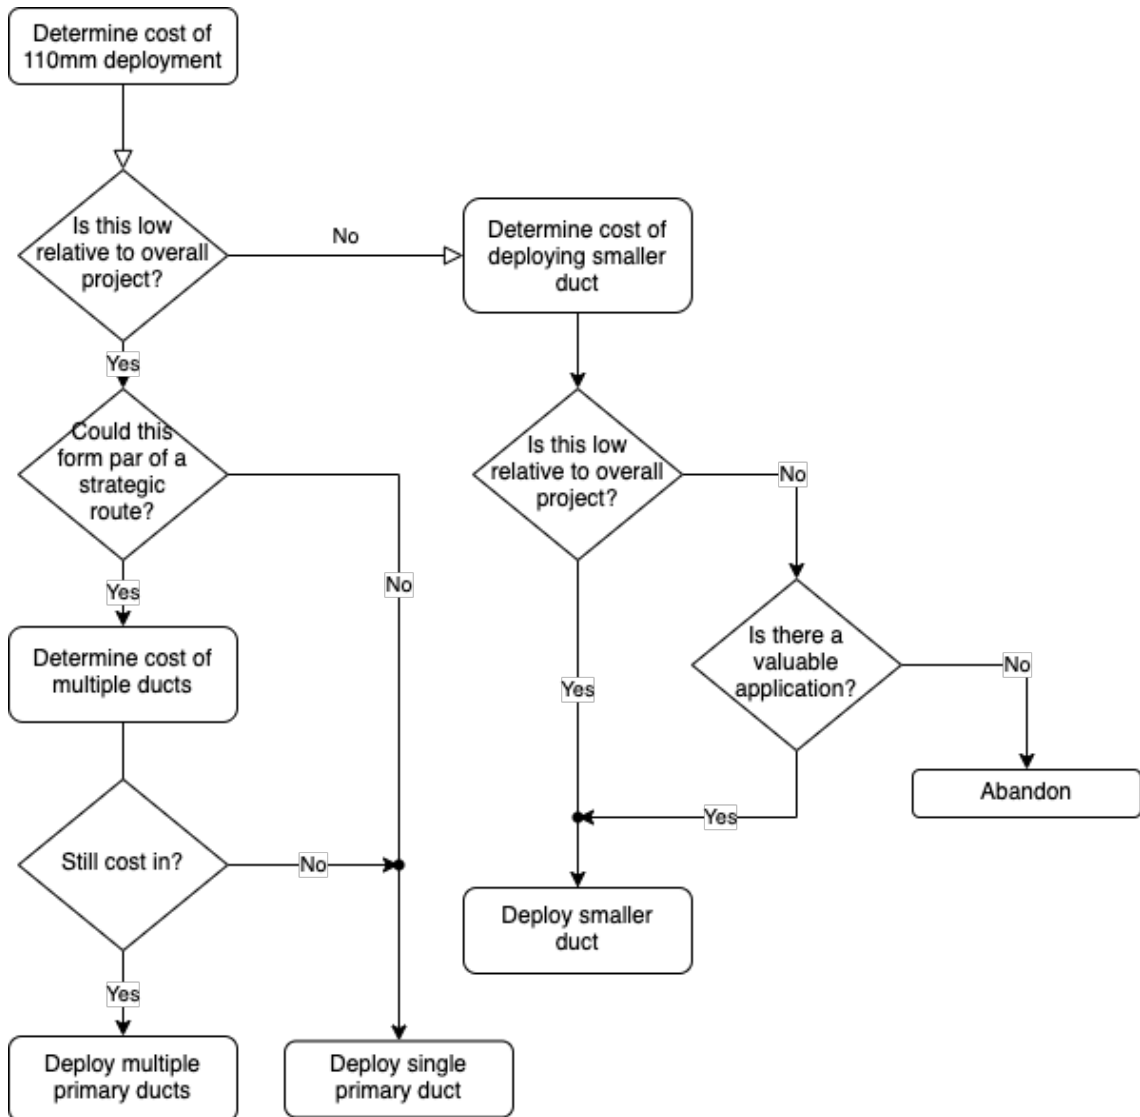 Determine cost of
110mm deployment
Is this low
relative to overall
project?
No
Determine cost of
deploying smaller
duct
Yes
Could this
form par of a
strategic
route?
Is this low
relative to overall
project?
No
No
Yes
Determine cost of
multiple ducts
Is there a
valuable
application?
No
Yes
Abandon
Yes
Still cost in?
No
Deploy smaller
duct
Yes
Deploy multiple
primary ducts
Deploy single
primary duct